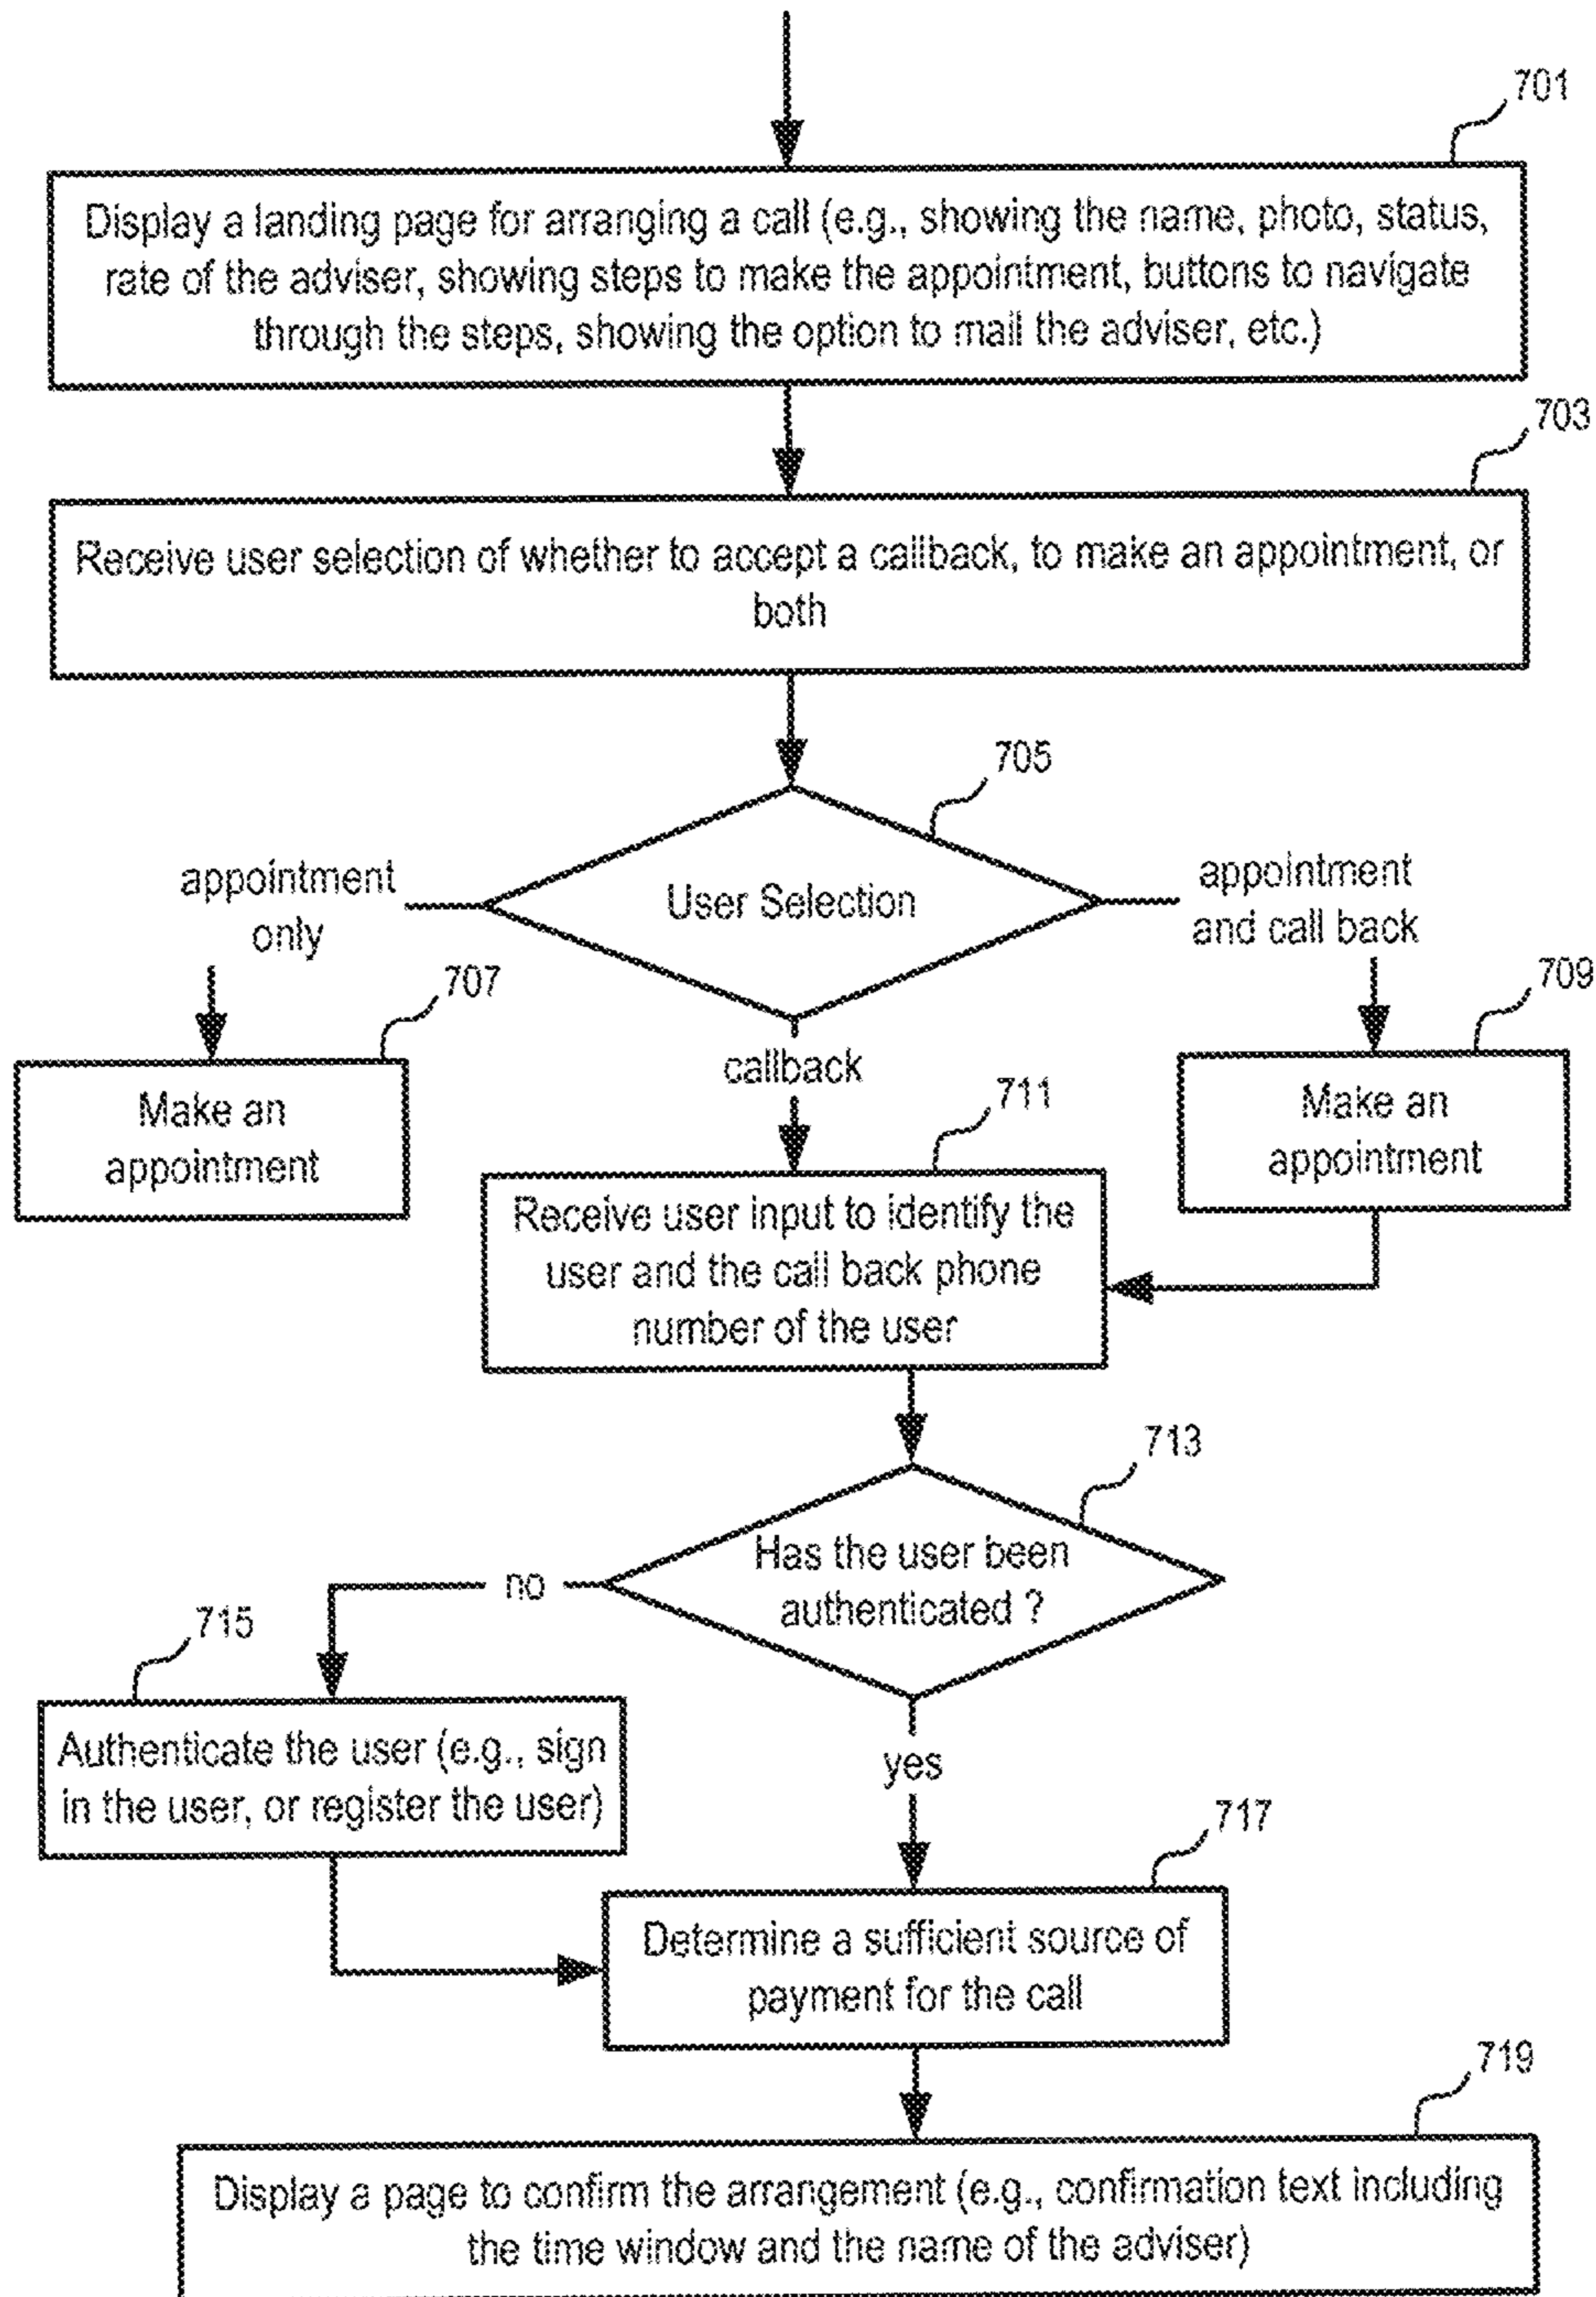 701
Display a landing page for arranging a call (e.g., showing the name, photo, status,
rate of the adviser, showing steps to make the appointment, buttons to navigate
through the steps, showing the option to mail the adviser, etc.)
703
Receive user selection of whether to accept a callback, to make an appointment, or
both
705
User Selection
appointment
only
appointment
and call back
707
Make an
appointment
callback
709
Make an
appointment
711
Receive user input to identify the
user and the call back phone
number of the user
713
Has the user been
authenticated ?
no
715
Authenticate the user (e.g., sign
in the user, or register the user)
yes
717
Determine a sufficient source of
payment for the call
719
Display a page to confirm the arrangement (e.g., confirmation text including
the time window and the name of the adviser)